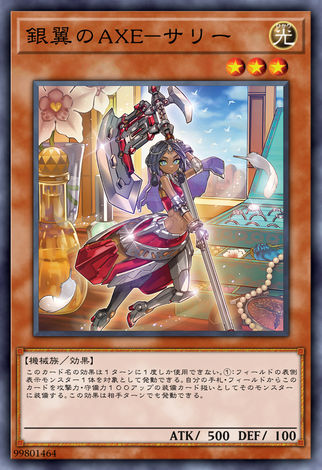 銀翼のAXE－サリー
光
【機械族／効果】
このカード名の効果は１ターンに１度しか使用できない。①：フィールドの表側
表示モンスター１体を対象として発動できる。自分の手札・フィールドからこ
のカードを攻撃力・守備力１００アップの装備カード扱いとしてそのモンスター
に装備する。この効果は相手ターンでも発動できる。
ATK/ 500 DEF/ 100
99801464